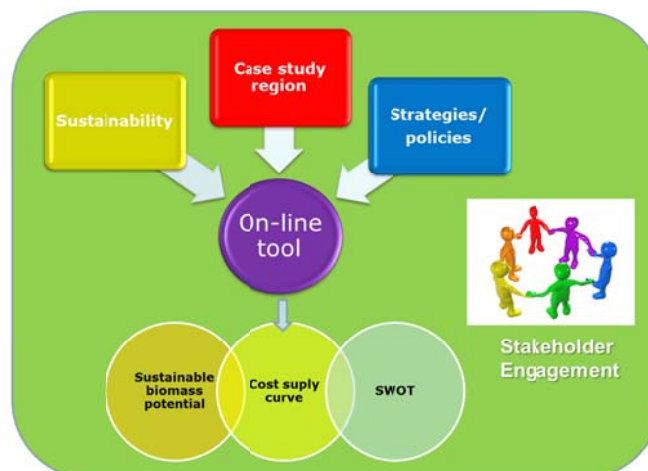 Case study
region
Sustainability
Strategies/
policies
On-line
tool
Stakeholder
Engagement
Sustainable
biomass
potential
Cost suply
curve
SWOT